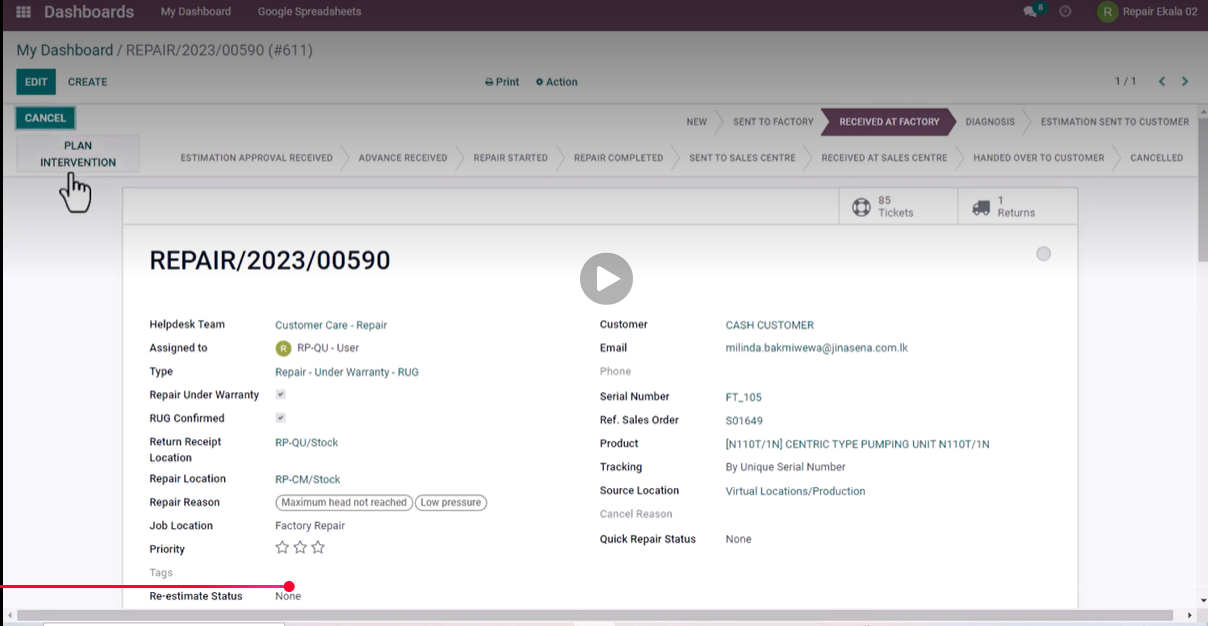 Dashboards My Dashboard Google Spreadsheets 8 R Repair Ekala 02
My Dashboard / REPAIR/2023/00590 (#611)
EDIT CREATE Print Action 1 / 1
CANCEL NEW SENT TO FACTORY RECEIVED AT FACTORY DIAGNOSIS ESTIMATION SENT TO CUSTOMER
PLAN
INTERVENTION ESTIMATION APPROVAL RECEIVED ADVANCE RECEIVED REPAIR STARTED REPAIR COMPLETED SENT TO SALES CENTRE RECEIVED AT SALES CENTRE HANDED OVER TO CUSTOMER CANCELLED
85
Tickets
1
Returns
REPAIR/2023/00590
Helpdesk Team Customer Care - Repair
Assigned to R RP-QU - User
Type Repair - Under Warranty - RUG
Repair Under Warranty
RUG Confirmed
Return Receipt
Location RP-QU/Stock
Repair Location RP-CM/Stock
Repair Reason Maximum head not reached Low pressure
Job Location Factory Repair
Priority
Tags
Re-estimate Status None
Customer CASH CUSTOMER
Email milinda.bakmiwewa@jinasena.com.lk
Phone
Serial Number FT_105
Ref. Sales Order S01649
Product [N110T/1N] CENTRIC TYPE PUMPING UNIT N110T/1N
Tracking By Unique Serial Number
Source Location Virtual Locations/Production
Cancel Reason
Quick Repair Status None